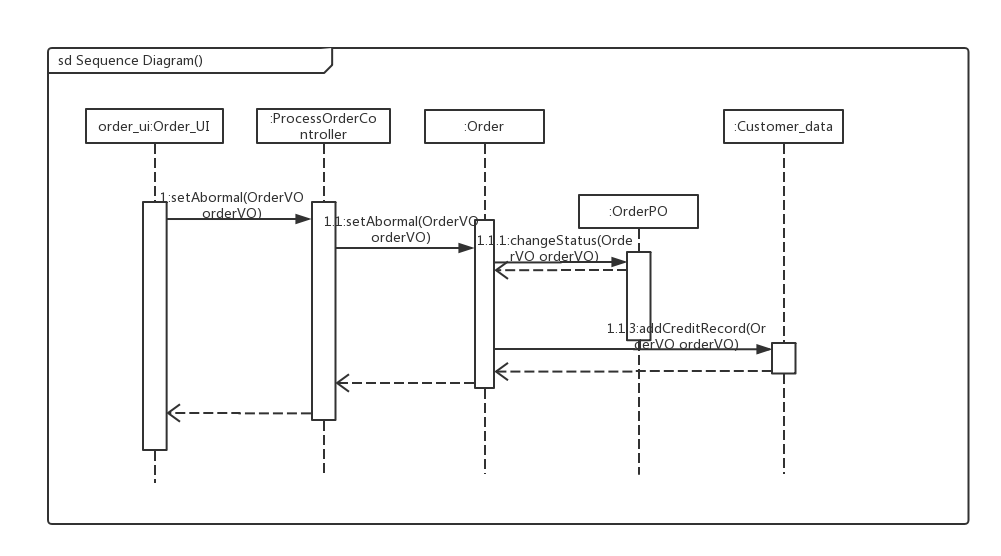 sd Sequence Diagram()
order_ui:Order_UI
:ProcessOrderCo
ntroller
:Order
:Customer_data
:OrderPO
1:setAbormal(OrderVO
orderVO)
1.1:setAbormal(OrderVO
orderVO)
1.1.1:changeStatus(Orde
rVO orderVO)
1.1.3:addCreditRecord(Or
derVO orderVO)